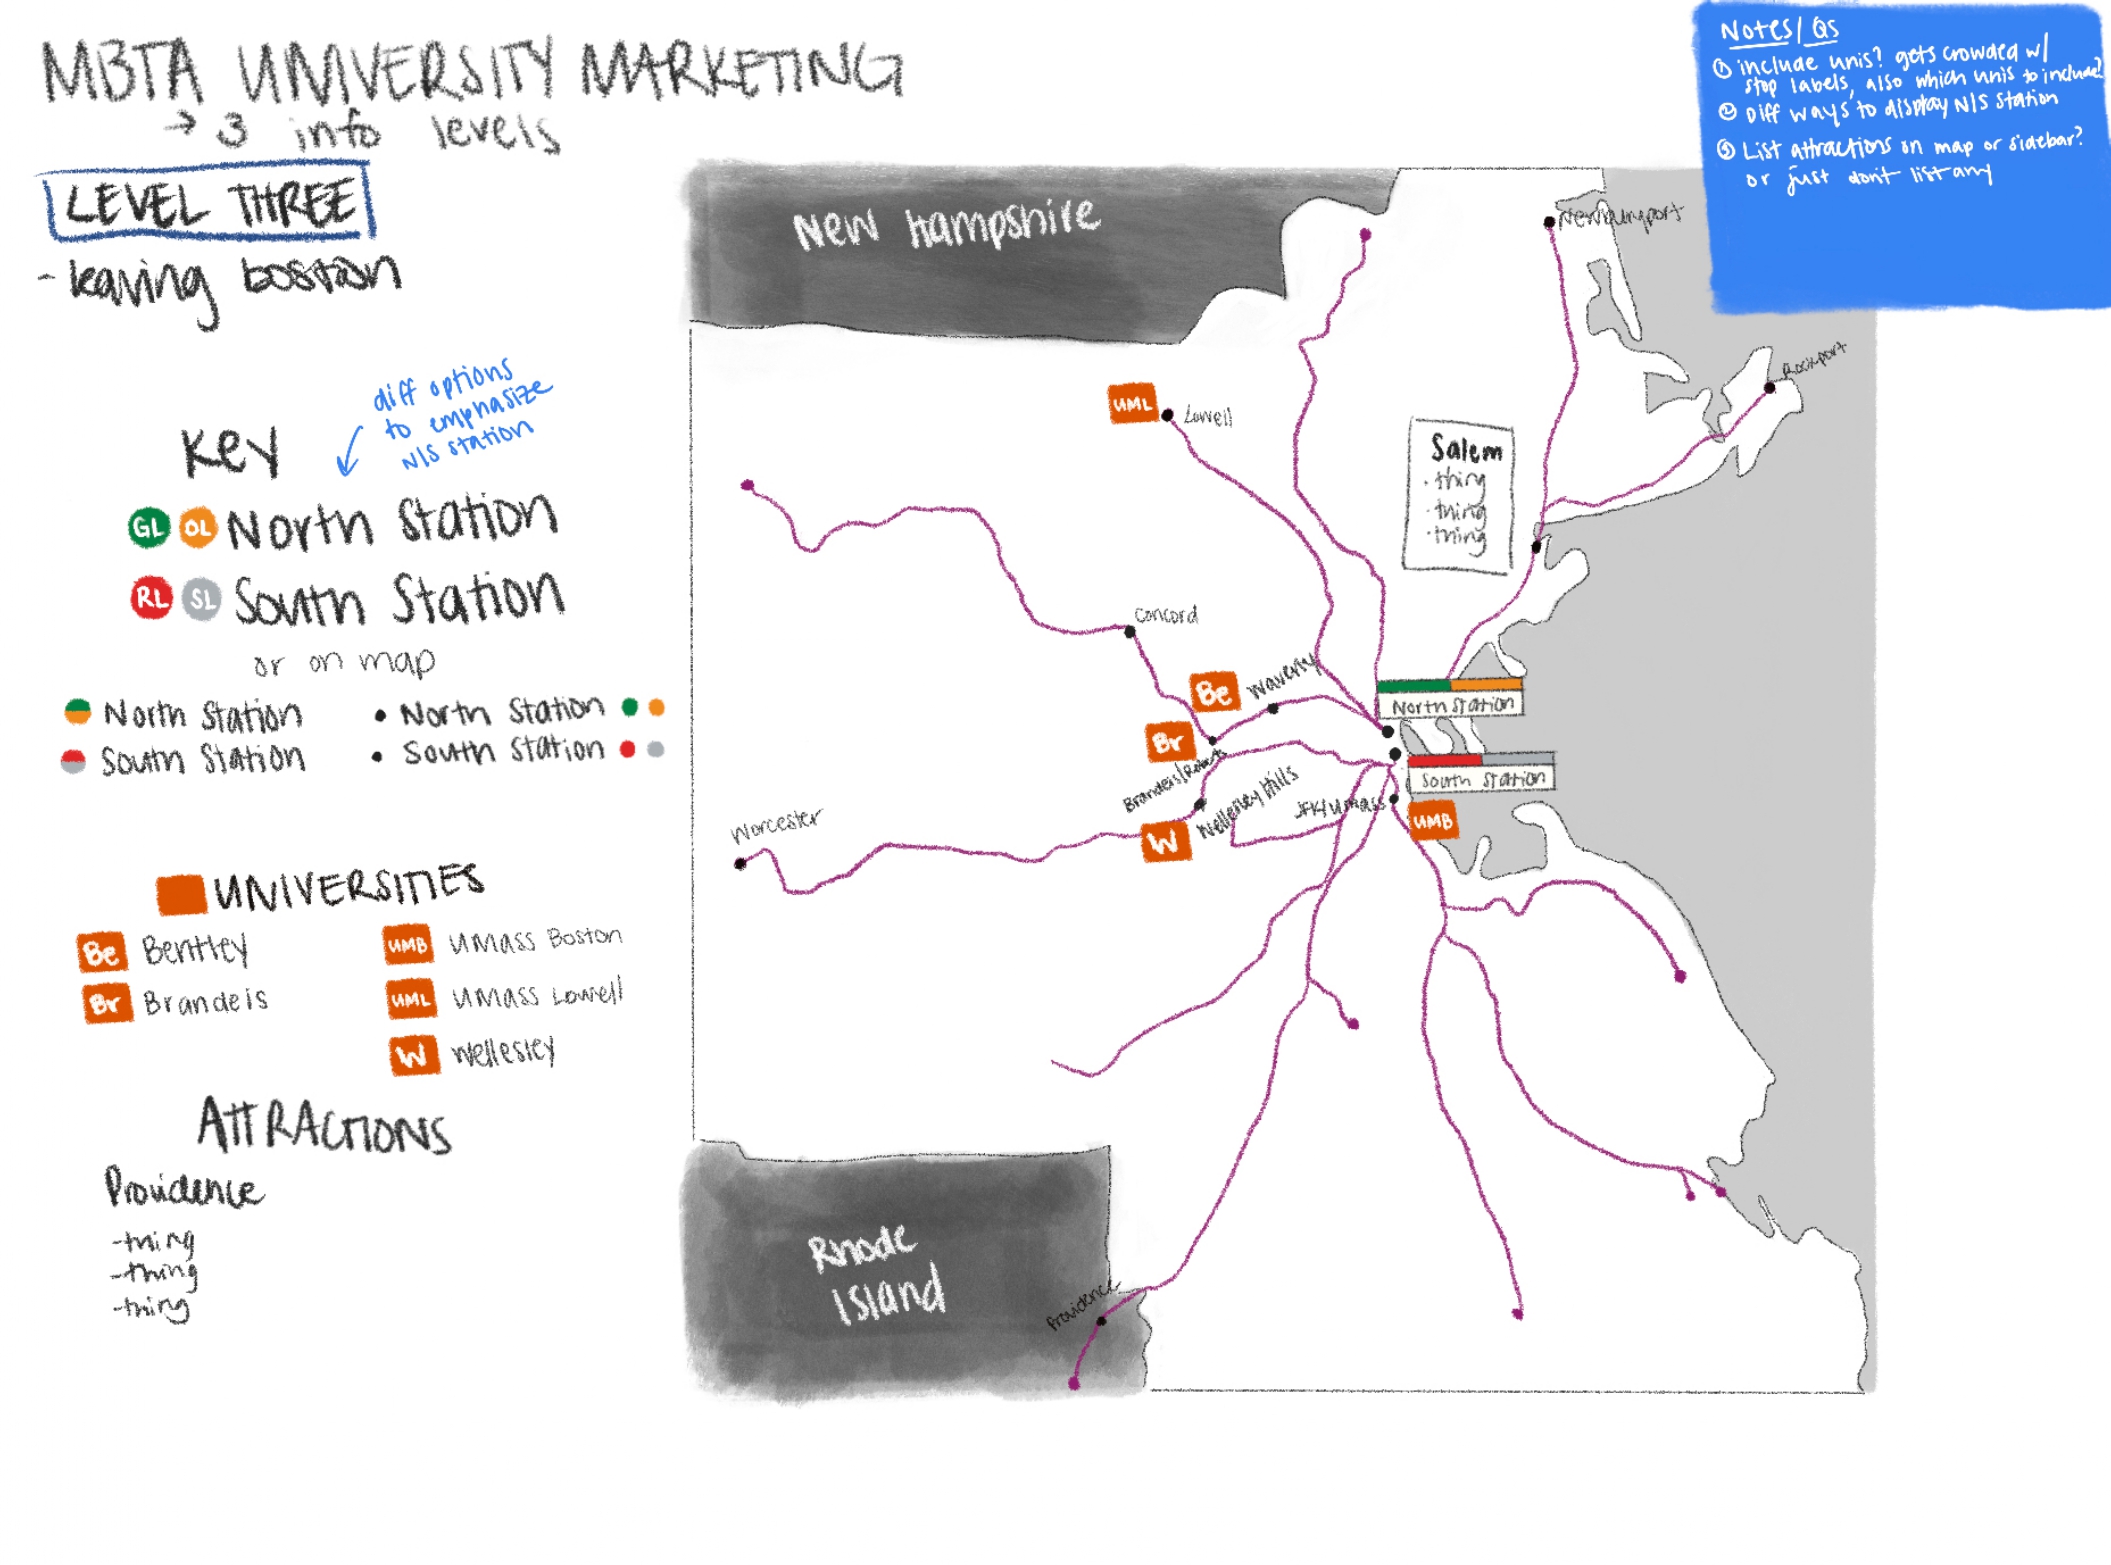 MBTA UNIVERSITY MARKETING
→ 3 info levels
LEVEL THREE
- leaving boston
Notes/Qs
① include unis? gets crowded w/
stop labels, also which unis to include?
② Diff ways to display N/S station
③ List attractions on map or sidebar?
or just don't list any
diff options
to emphasize
N/S station
Key
GL OL North Station
RL SL South Station
or on map
North Station
South Station
North Station
South Station
UNIVERSITIES
Be Bentley
Br Brandeis
UMB UMass Boston
UML UMass Lowell
W Wellesley
ATTRACTIONS
Providence
-thing
-thing
-thing
New Hampshire
Newburyport
Rockport
UML
Lowell
Salem
· thing
· thing
· thing
Concord
Be
Waverly
North Station
Br
Brandeis/Roberts
South Station
Wellesley Hills
JFK/UMass
UMB
W
Worcester
Rhode
Island
Providence